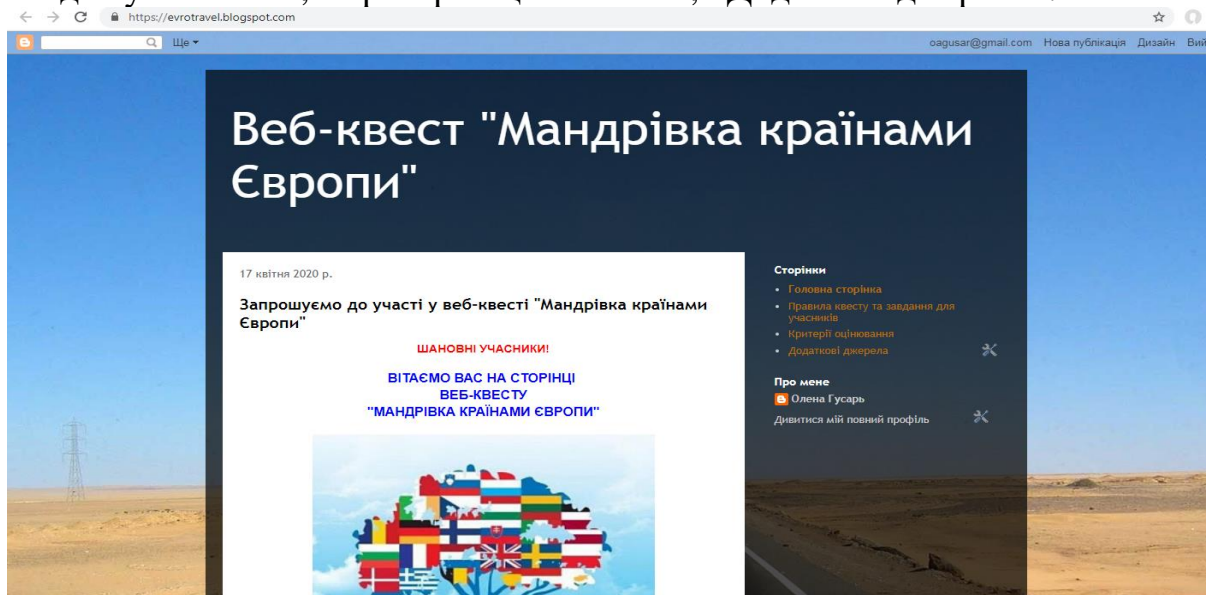 https://evrotravel.blogspot.com
Ще
oagusar@gmail.com Нова публікація Дизайн
Веб-квест "Мандрівка країнами
Європи"
17 квітня 2020 р.
Запрошуємо до участі у веб-квесті "Мандрівка країнами
Європи"
ШАНОВНІ УЧАСНИКИ!
ВІТАЄМО ВАС НА СТОРІНЦІ
ВЕБ-КВЕСТУ
"МАНДРІВКА КРАЇНАМИ ЄВРОПИ"
Сторінки
Головна сторінка
Правила квесту та завдання для
учасників
Критерії оцінювання
Додаткові джерела
Про мене
Олена Гусарь
Дивитися мій повний профіль